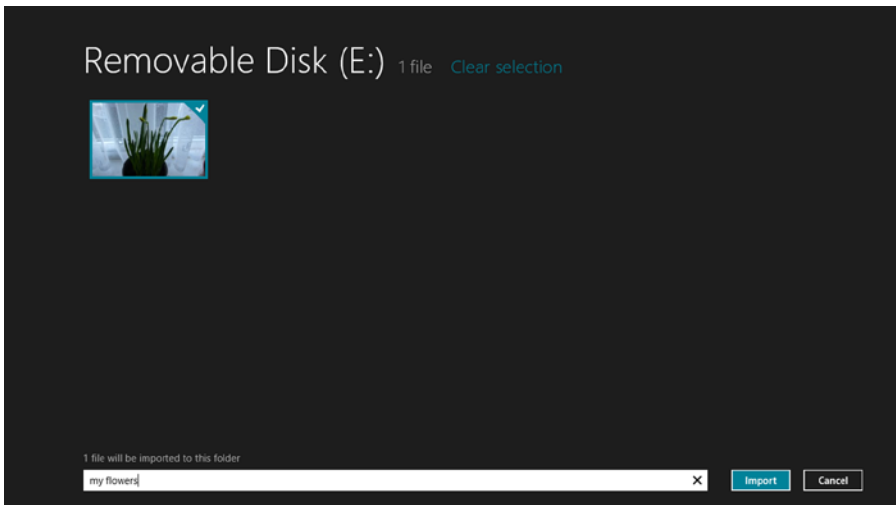 Removable Disk (E:) 1 file Clear selection
1 file will be imported to this folder
my flowers Import Cancel